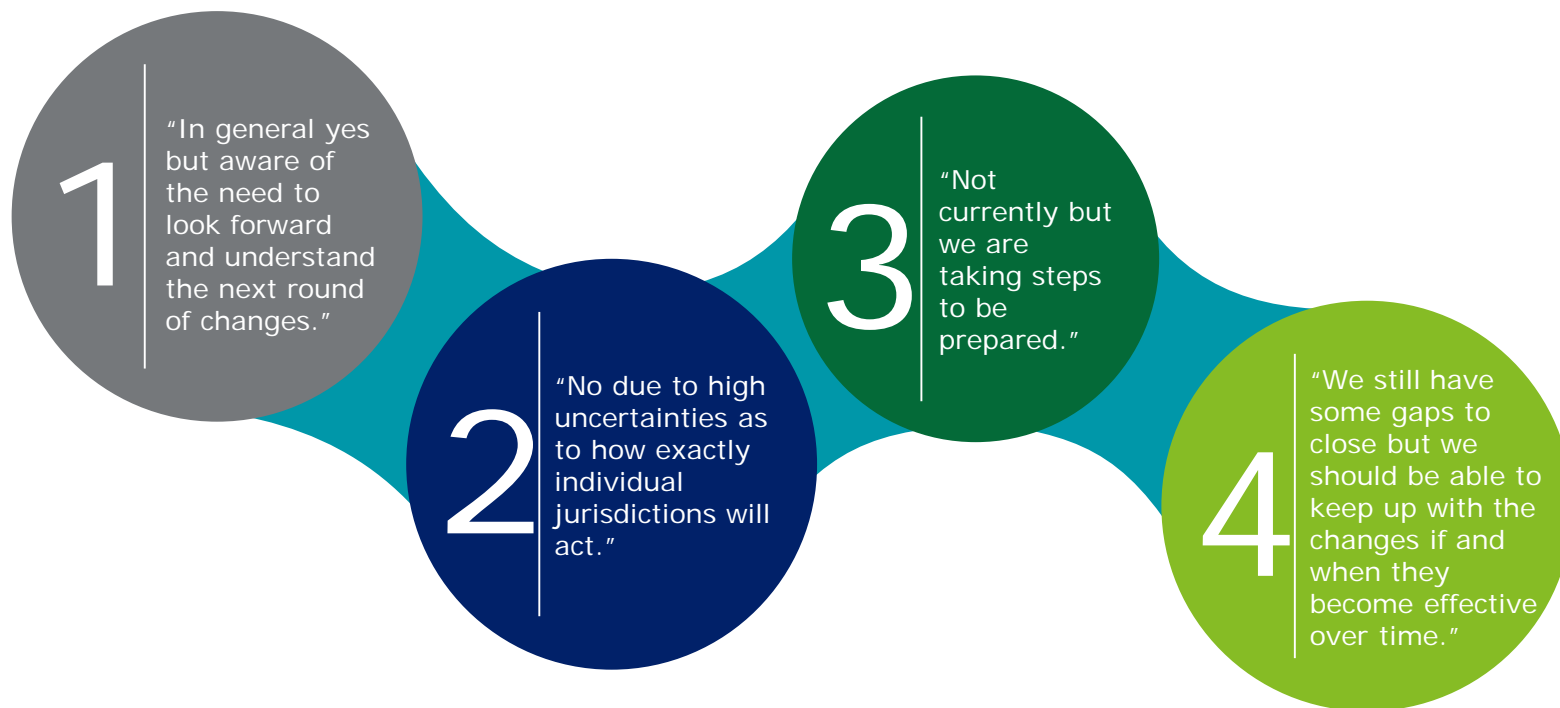 1
“In general yes
but aware of
the need to
look forward
and understand
the next round
of changes.”
2
“No due to high
uncertainties as
to how exactly
individual
jurisdictions will
act.”
3
“Not
currently but
we are
taking steps
to be
prepared.”
4
“We still have
some gaps to
close but we
should be able to
keep up with the
changes if and
when they
become effective
over time.”